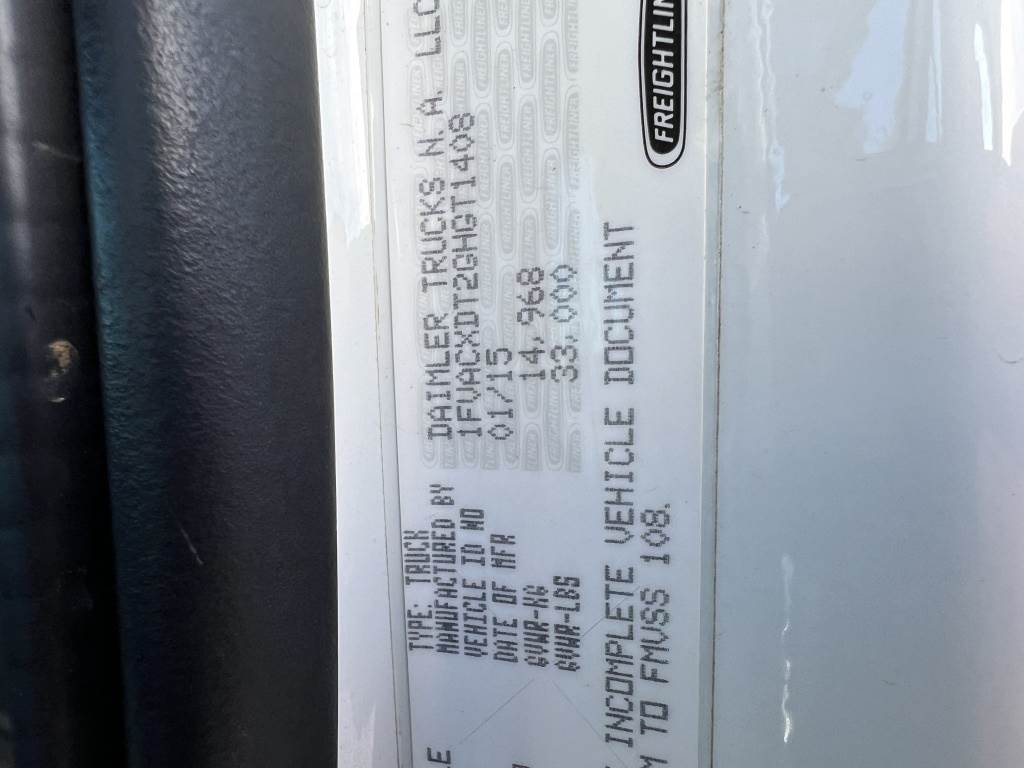 TYPE: TRUCK
MANUFACTURED BY DAIMLER TRUCKS N.A. LLC
VEHICLE ID NO 1FVACXDT2GHGT1408
DATE OF MFR 01/15
GVWR-KG 14,968
GVWR-LBS 33,000
INCOMPLETE VEHICLE DOCUMENT
TO FMVSS 108.
FREIGHTLIN